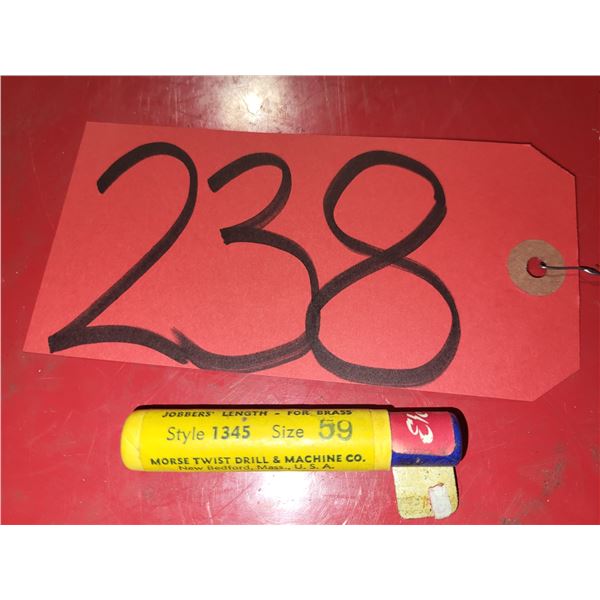 238
JOBBERS' LENGTH - FOR BRASS
Style 1345 Size 59
MORSE TWIST DRILL & MACHINE CO.
New Bedford, Mass., U. S. A.